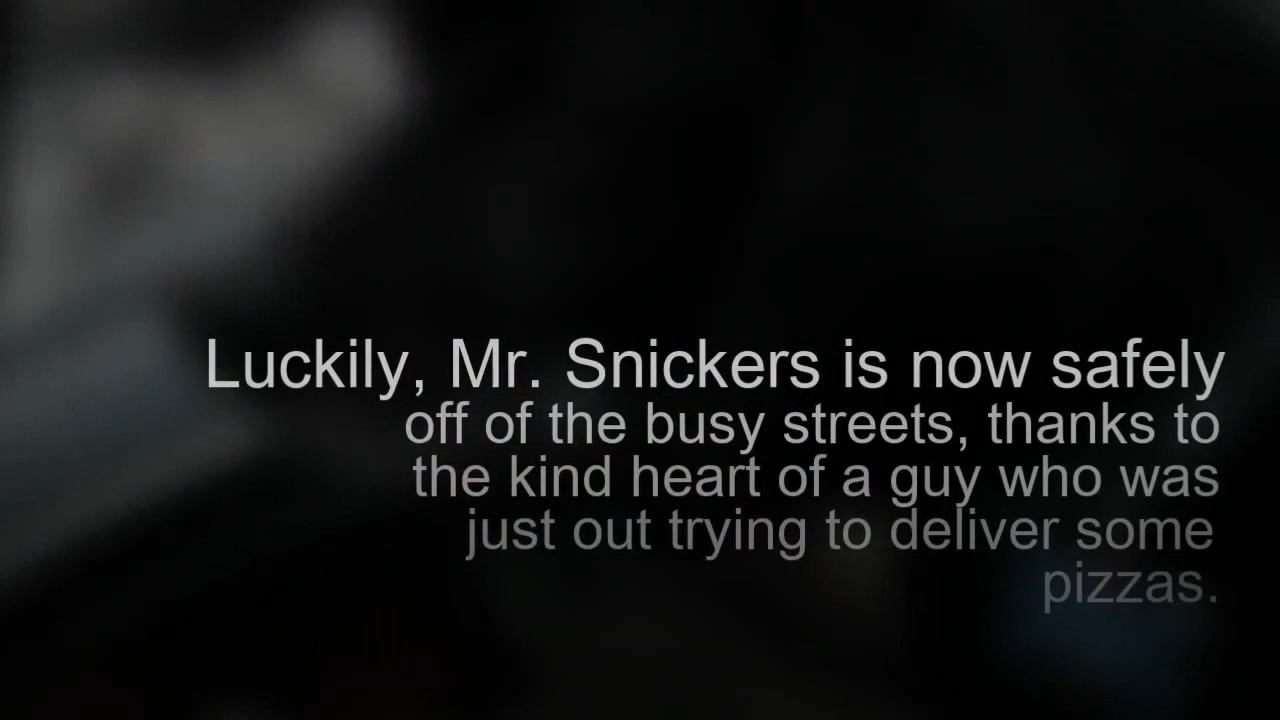 Luckily, Mr. Snickers is now safely
off of the busy streets, thanks to
the kind heart of a guy who was
just out trying to deliver some
pizzas.